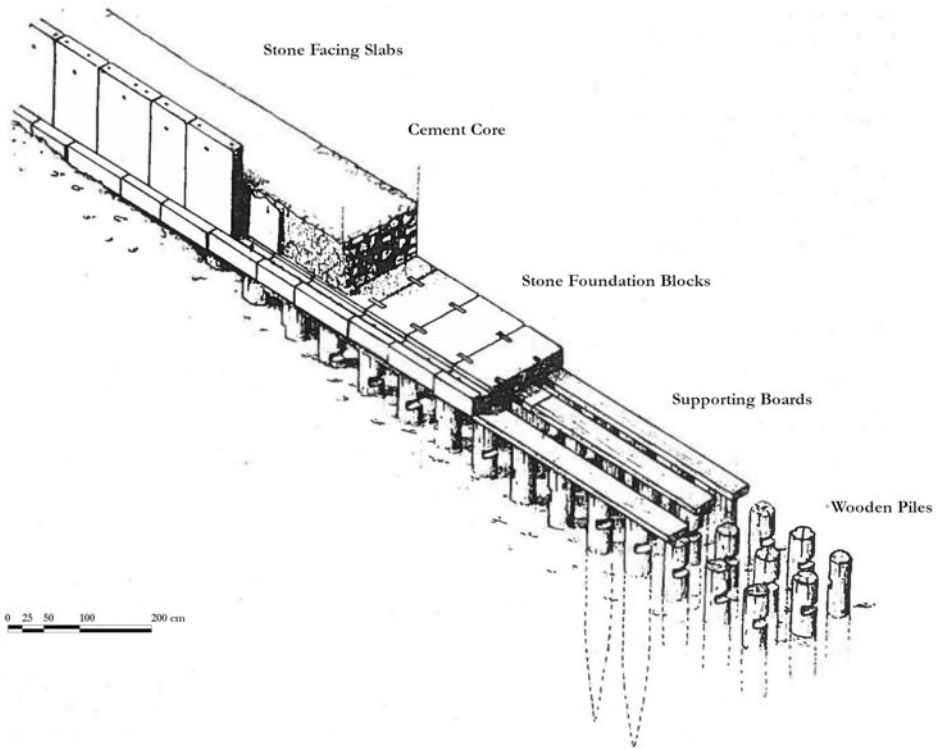 Stone Facing Slabs
Cement Core
Stone Foundation Blocks
Supporting Boards
Wooden Piles
0 25 50 100 200 cm